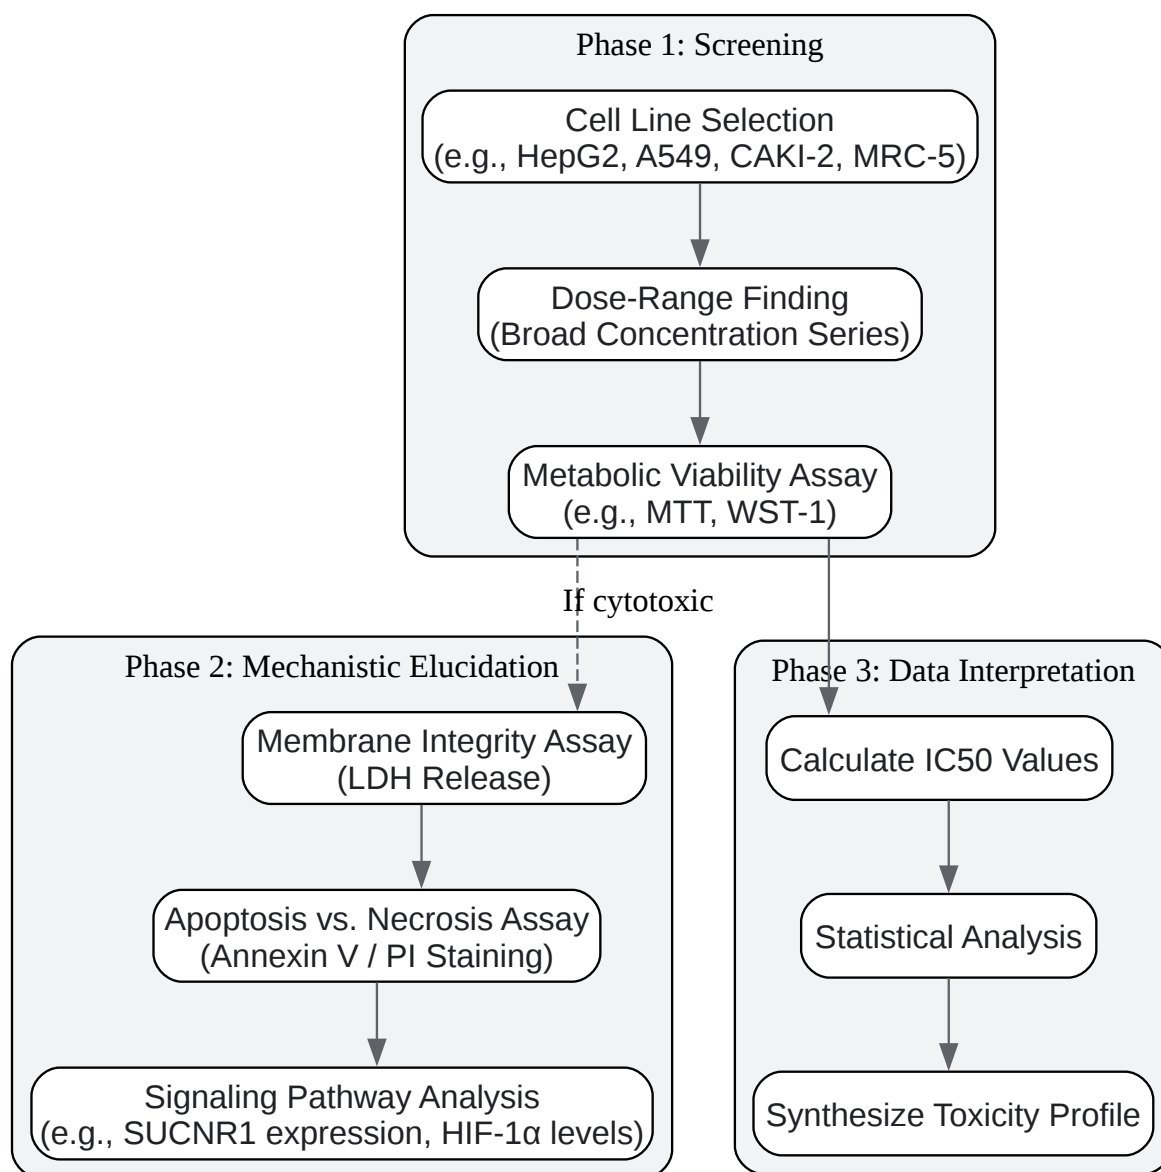 Phase 1: Screening
Cell Line Selection
(e.g., HepG2, A549, CAKI-2, MRC-5)
Dose-Range Finding
(Broad Concentration Series)
Metabolic Viability Assay
(e.g., MTT, WST-1)
If cytotoxic
Phase 2: Mechanistic Elucidation
Membrane Integrity Assay
(LDH Release)
Apoptosis vs. Necrosis Assay
(Annexin V / PI Staining)
Signaling Pathway Analysis
(e.g., SUCNR1 expression, HIF-1α levels)
Phase 3: Data Interpretation
Calculate IC50 Values
Statistical Analysis
Synthesize Toxicity Profile